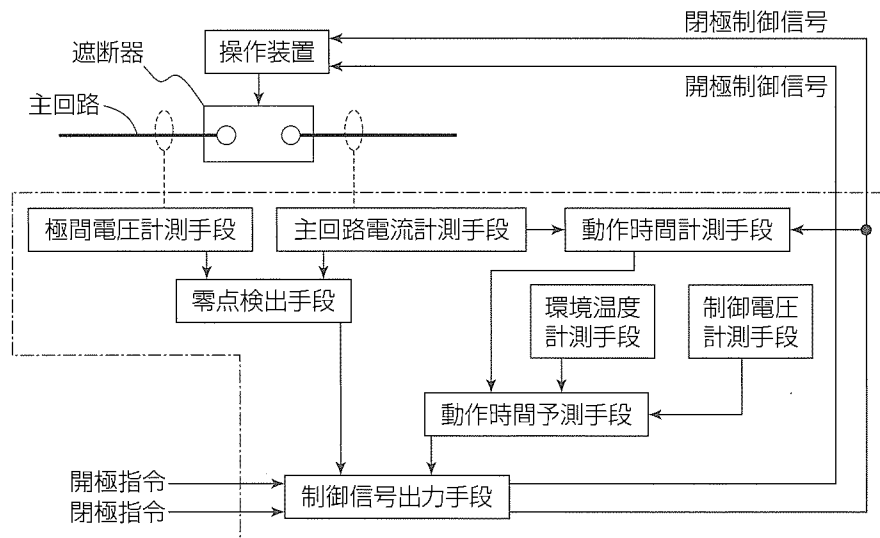 閉極制御信号
操作装置
遮断器
開極制御信号
主回路
極間電圧計測手段
主回路電流計測手段
動作時間計測手段
零点検出手段
環境温度
計測手段
制御電圧
計測手段
動作時間予測手段
開極指令
制御信号出力手段
閉極指令